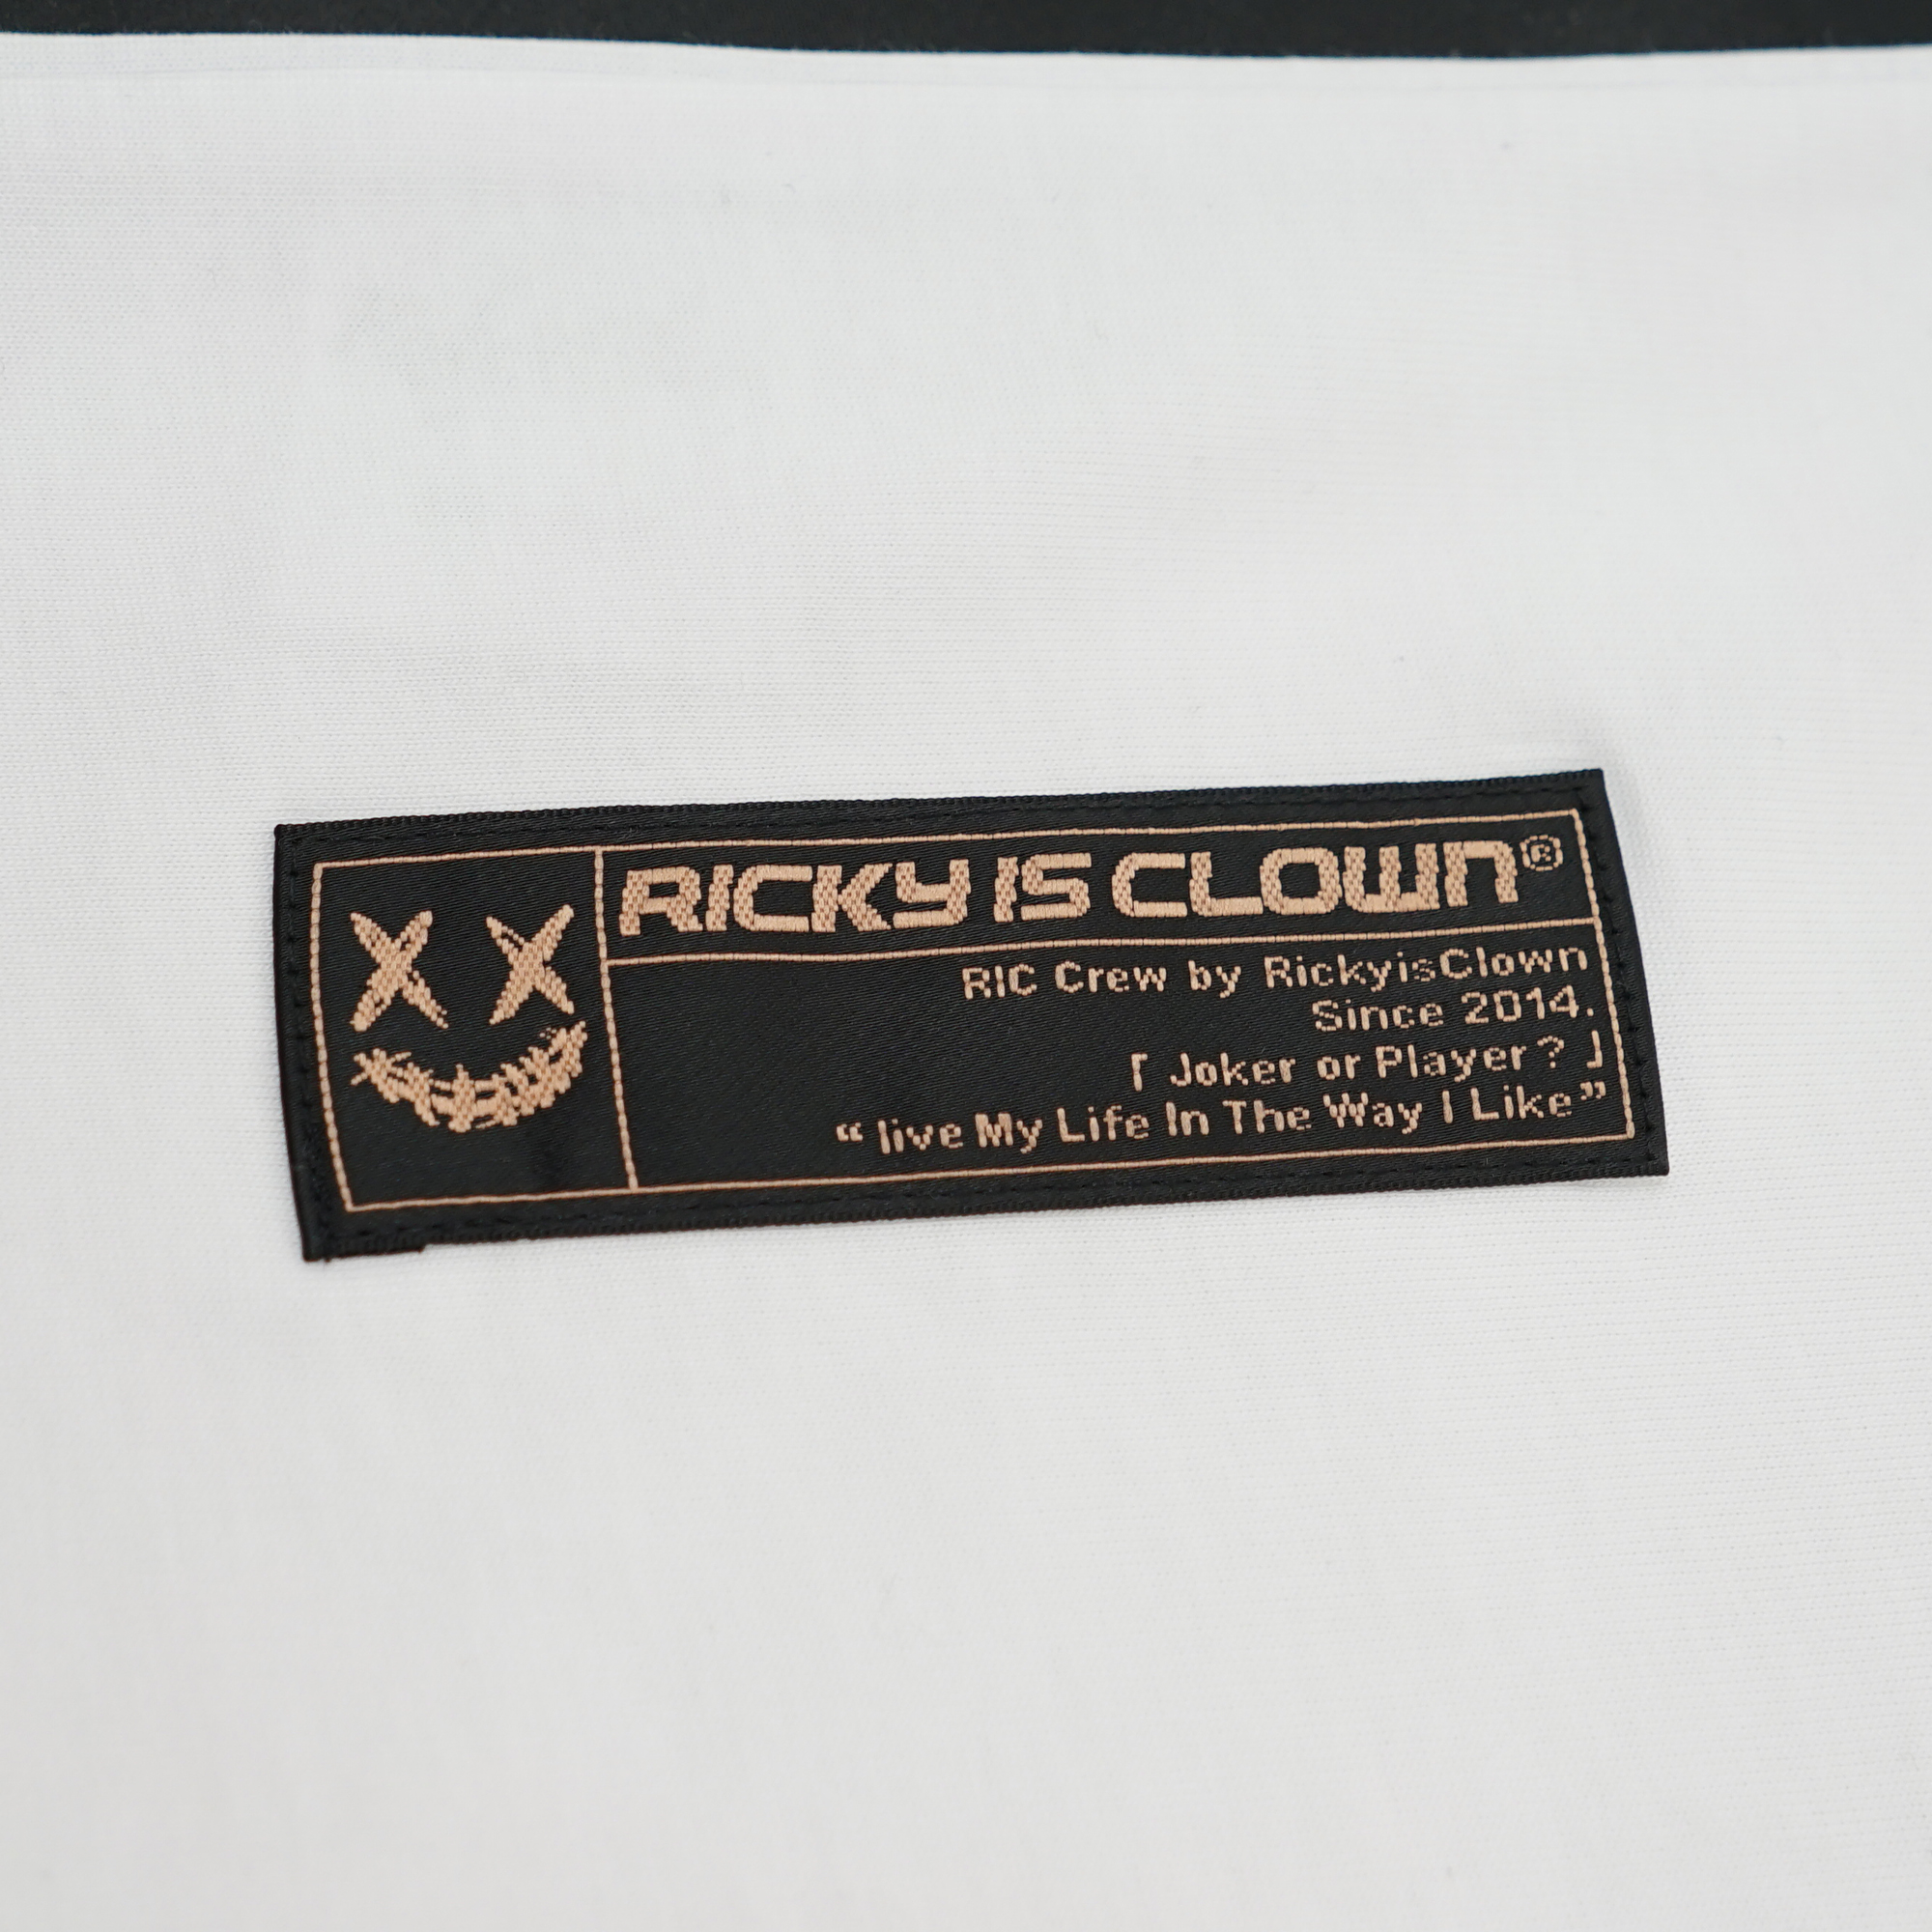 RICKY IS CLOWN®
RIC Crew by RickyisClown
Since 2014.
「 Joker or Player? 」
“live My Life In The Way I Like”